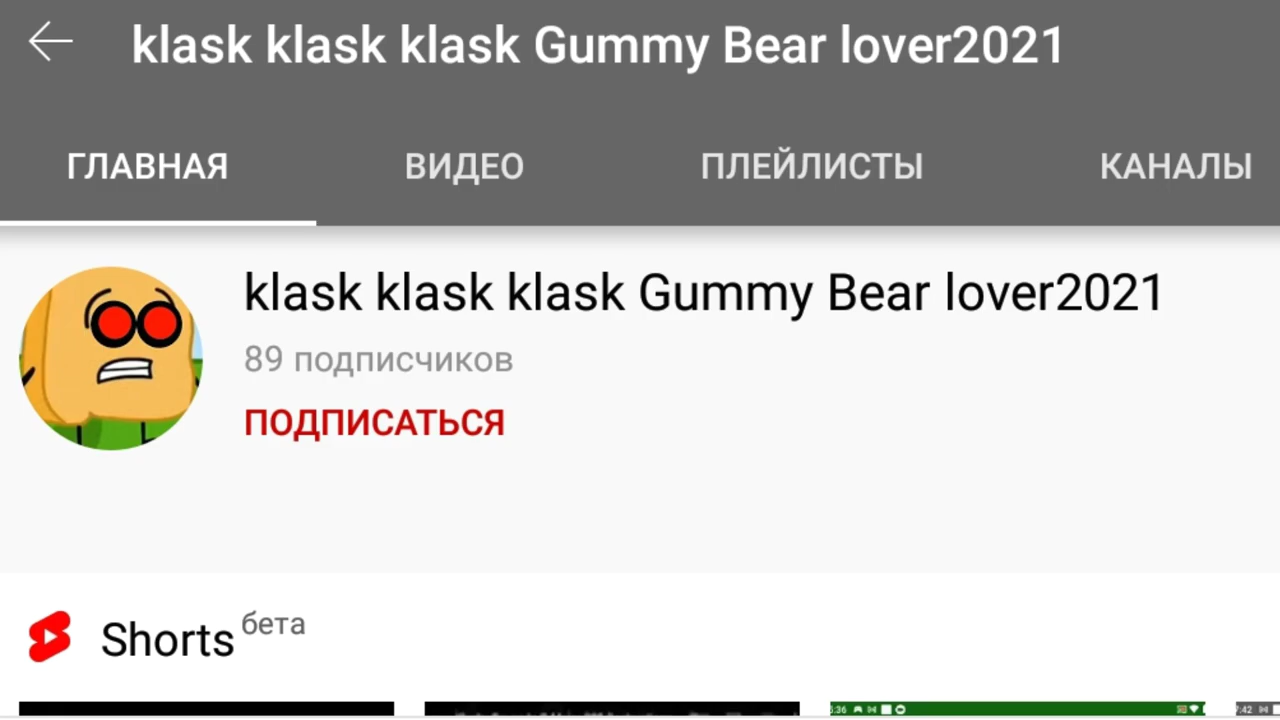 klask klask klask Gummy Bear lover2021
ГЛАВНАЯ ВИДЕО ПЛЕЙЛИСТЫ КАНАЛЫ
klask klask klask Gummy Bear lover2021
89 подписчиков
ПОДПИСАТЬСЯ
Shorts бета